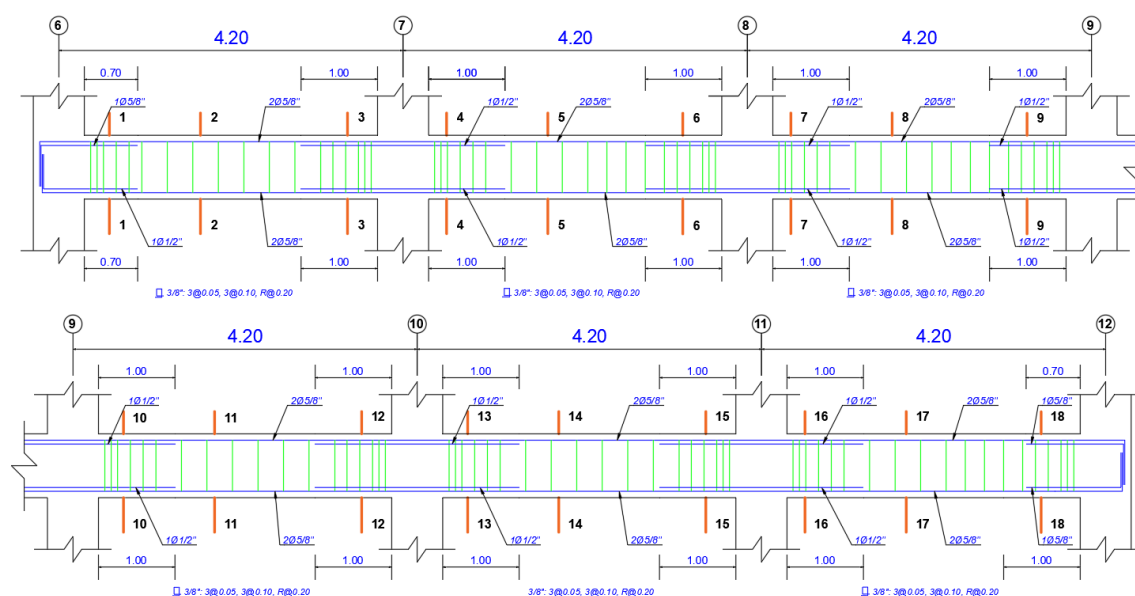 6 7 8 9
4.20 4.20 4.20
0.70 1.00 1.00 1.00 1.00 1.00
1Ø5/8" 2Ø5/8" 1Ø1/2" 2Ø5/8" 1Ø1/2" 2Ø5/8" 1Ø1/2"
1 2 3 4 5 6 7 8 9
1 2 3 4 5 6 7 8 9
1Ø1/2" 2Ø5/8" 1Ø1/2" 2Ø5/8" 1Ø1/2" 2Ø5/8" 1Ø1/2"
0.70 1.00 1.00 1.00 1.00 1.00
3/8": 3@0.05, 3@0.10, R@0.20 3/8": 3@0.05, 3@0.10, R@0.20 3/8": 3@0.05, 3@0.10, R@0.20
9 10 11 12
4.20 4.20 4.20
1.00 1.00 1.00 1.00 1.00 0.70
1Ø1/2" 2Ø5/8" 1Ø1/2" 2Ø5/8" 1Ø1/2" 2Ø5/8" 1Ø5/8"
10 11 12 13 14 15 16 17 18
10 11 12 13 14 15 16 17 18
1Ø1/2" 2Ø5/8" 1Ø1/2" 2Ø5/8" 1Ø1/2" 2Ø5/8" 1Ø5/8"
1.00 1.00 1.00 1.00 1.00 1.00
3/8": 3@0.05, 3@0.10, R@0.20 3/8": 3@0.05, 3@0.10, R@0.20 3/8": 3@0.05, 3@0.10, R@0.20